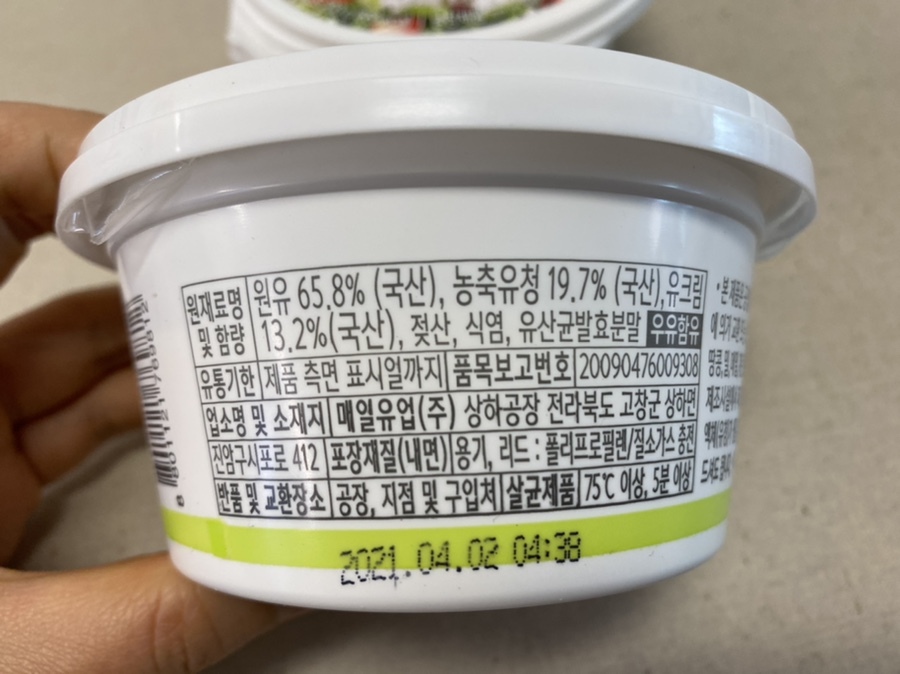 원재료명 및 함량 원유 65.8% (국산), 농축유청 19.7% (국산), 유크림
13.2%(국산), 젖산, 식염, 유산균발효분말 우유함유
유통기한 제품 측면 표시일까지 품목보고번호 20090476009308
업소명 및 소재지 매일유업(주) 상하공장 전라북도 고창군 상하면
진암구시포로 412 포장재질(내면) 용기, 리드 : 폴리프로필렌/질소가스 충전
반품 및 교환장소 공장, 지점 및 구입처 살균제품 75℃ 이상, 5분 이상
2021.04.02 04:38